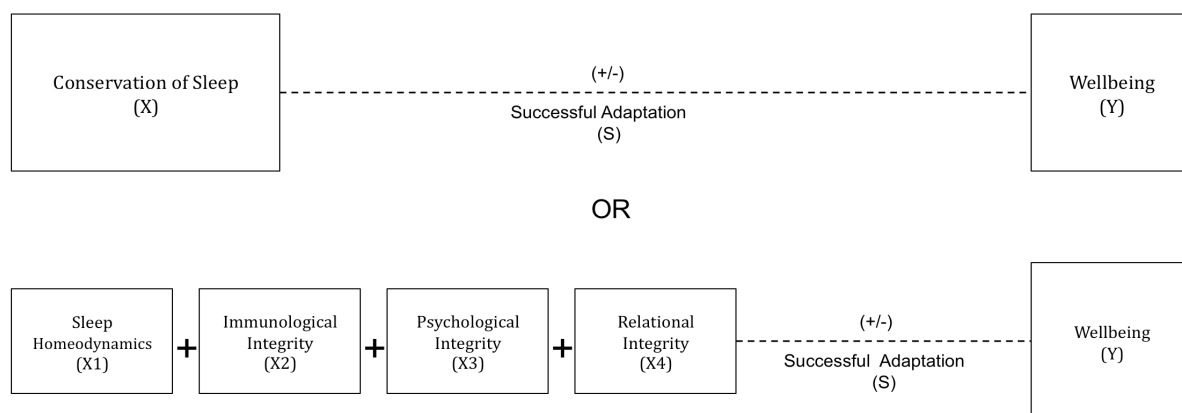 Conservation of Sleep
(X)
(+/-)
Successful Adaptation
(S)
Wellbeing
(Y)
OR
Sleep
Homeodynamics
(X1)
+
Immunological
Integrity
(X2)
+
Psychological
Integrity
(X3)
+
Relational
Integrity
(X4)
(+/-)
Successful  Adaptation
(S)
Wellbeing
(Y)